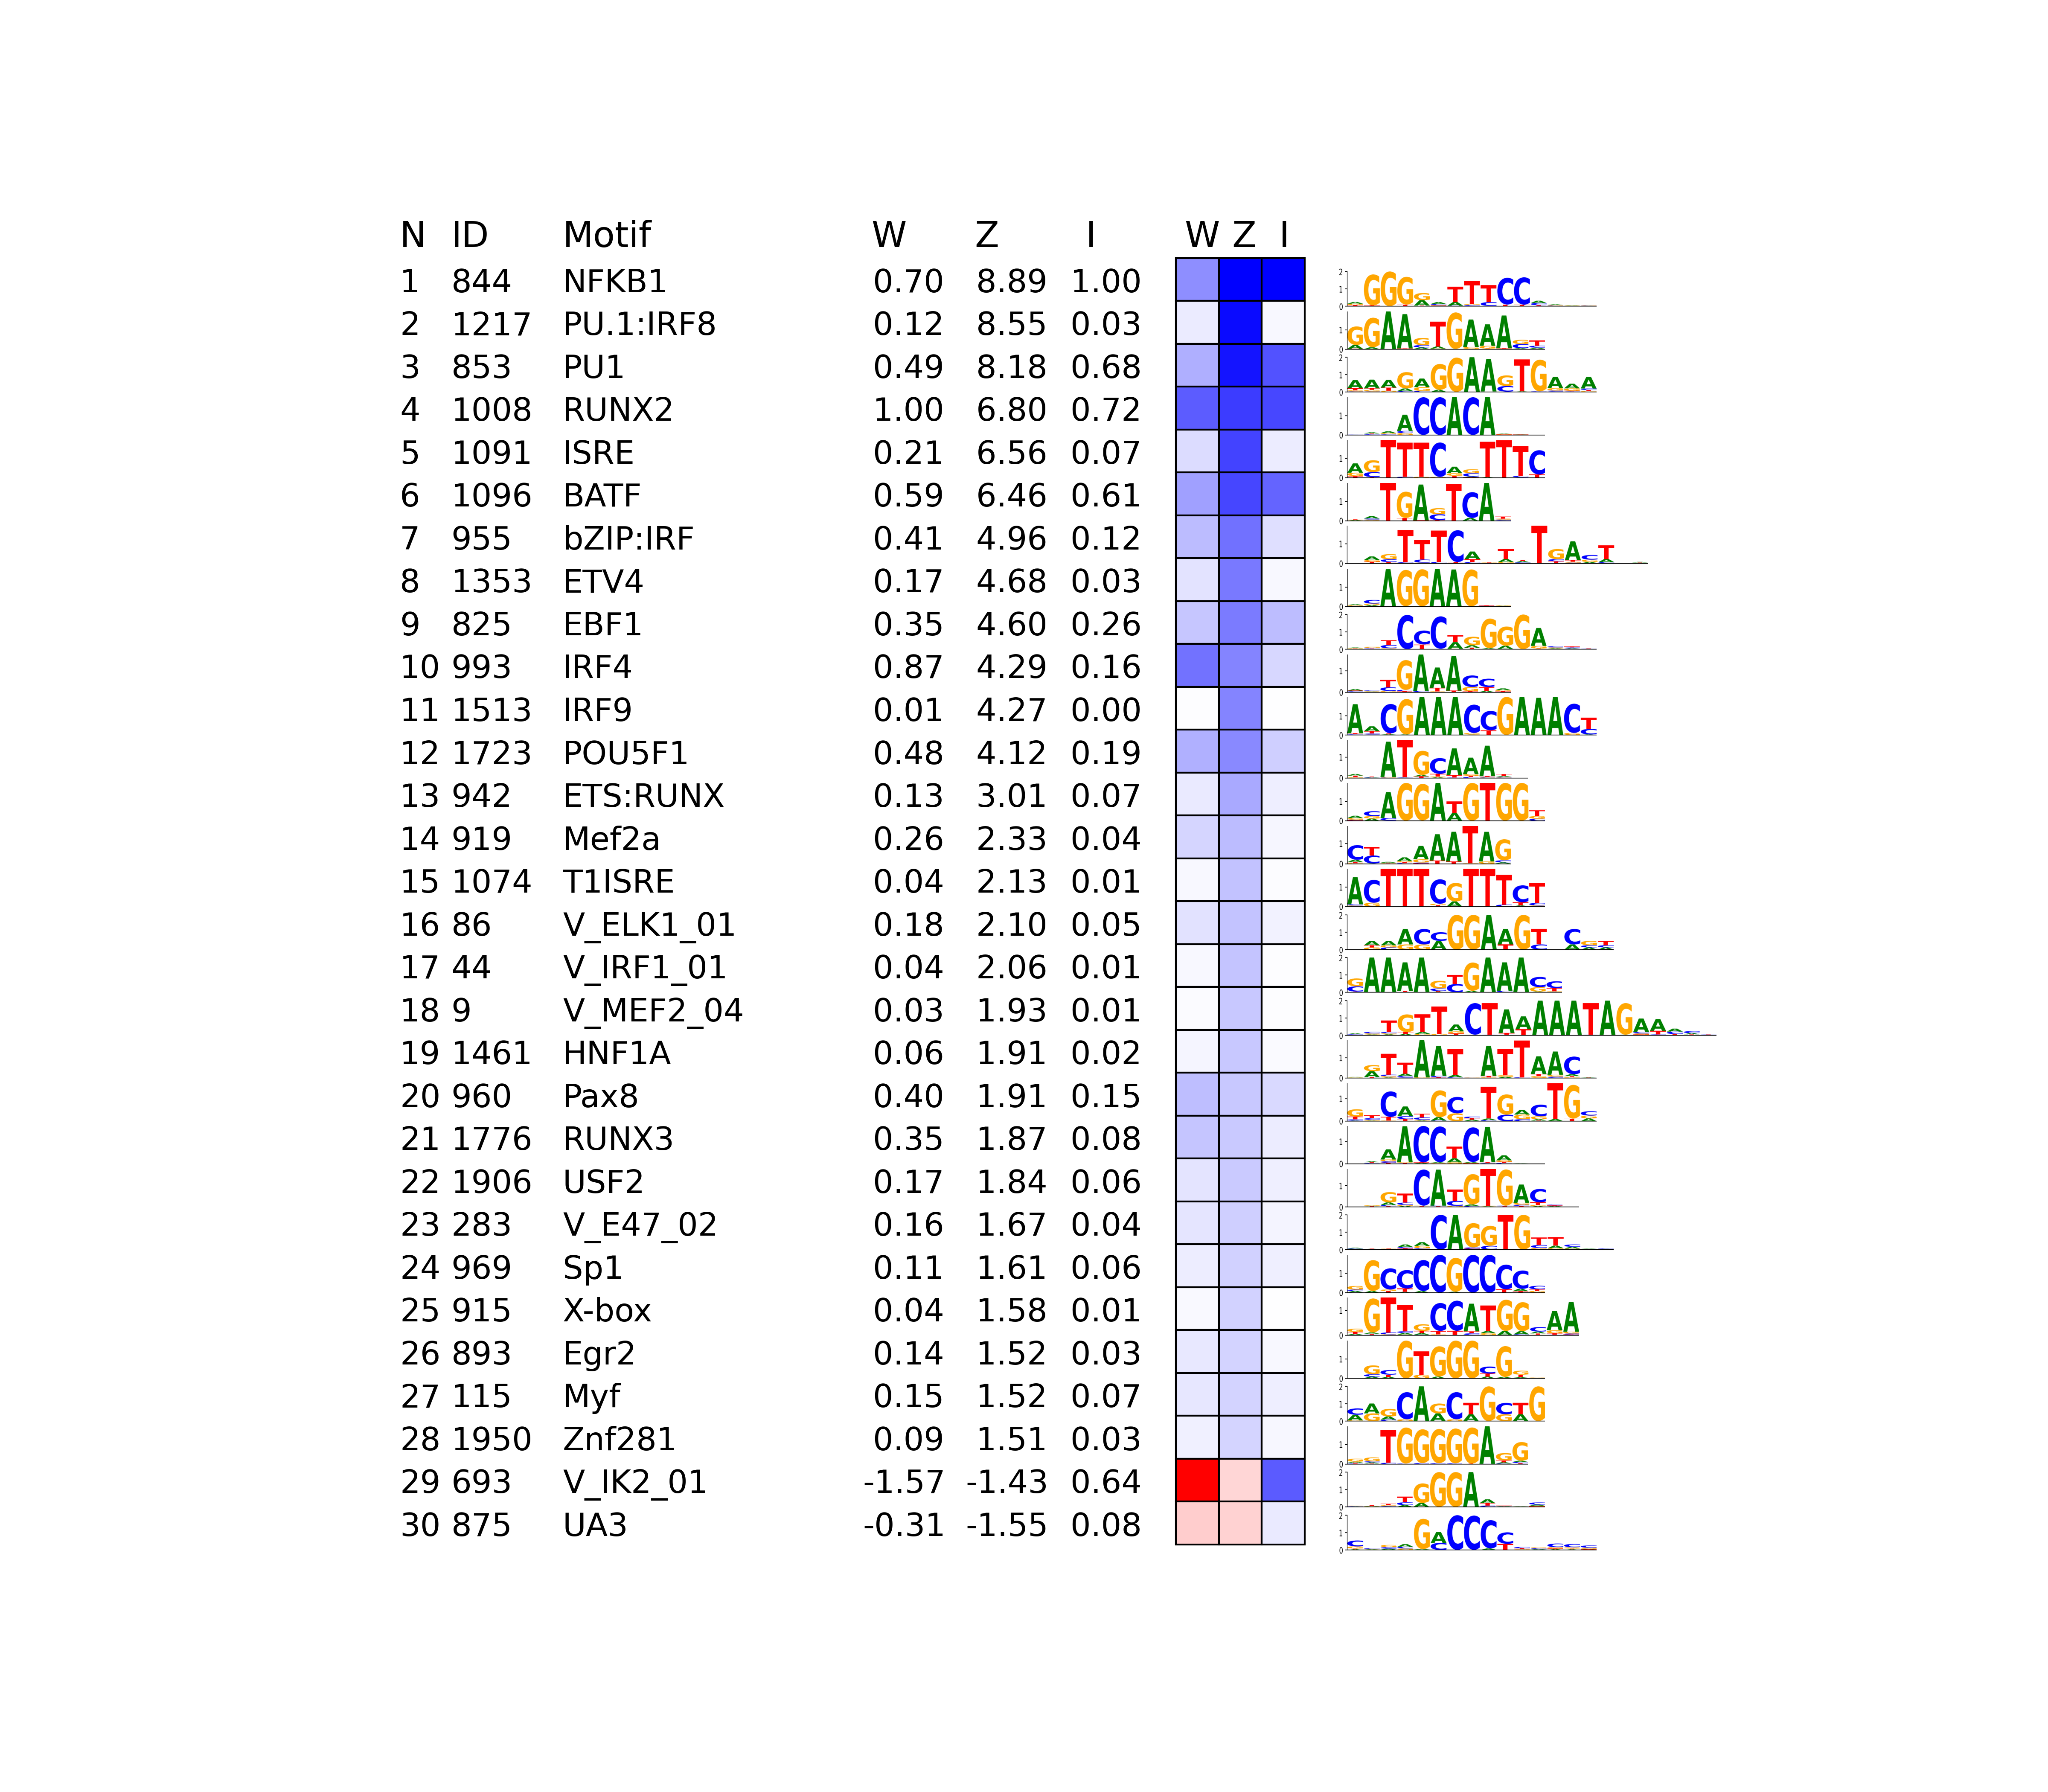 N ID Motif W Z I W Z I
1 844 NFKB1 0.70 8.89 1.00
2 1217 PU.1:IRF8 0.12 8.55 0.03
3 853 PU1 0.49 8.18 0.68
4 1008 RUNX2 1.00 6.80 0.72
5 1091 ISRE 0.21 6.56 0.07
6 1096 BATF 0.59 6.46 0.61
7 955 bZIP:IRF 0.41 4.96 0.12
8 1353 ETV4 0.17 4.68 0.03
9 825 EBF1 0.35 4.60 0.26
10 993 IRF4 0.87 4.29 0.16
11 1513 IRF9 0.01 4.27 0.00
12 1723 POU5F1 0.48 4.12 0.19
13 942 ETS:RUNX 0.13 3.01 0.07
14 919 Mef2a 0.26 2.33 0.04
15 1074 T1ISRE 0.04 2.13 0.01
16 86 V_ELK1_01 0.18 2.10 0.05
17 44 V_IRF1_01 0.04 2.06 0.01
18 9 V_MEF2_04 0.03 1.93 0.01
19 1461 HNF1A 0.06 1.91 0.02
20 960 Pax8 0.40 1.91 0.15
21 1776 RUNX3 0.35 1.87 0.08
22 1906 USF2 0.17 1.84 0.06
23 283 V_E47_02 0.16 1.67 0.04
24 969 Sp1 0.11 1.61 0.06
25 915 X-box 0.04 1.58 0.01
26 893 Egr2 0.14 1.52 0.03
27 115 Myf 0.15 1.52 0.07
28 1950 Znf281 0.09 1.51 0.03
29 693 V_IK2_01 -1.57 -1.43 0.64
30 875 UA3 -0.31 -1.55 0.08